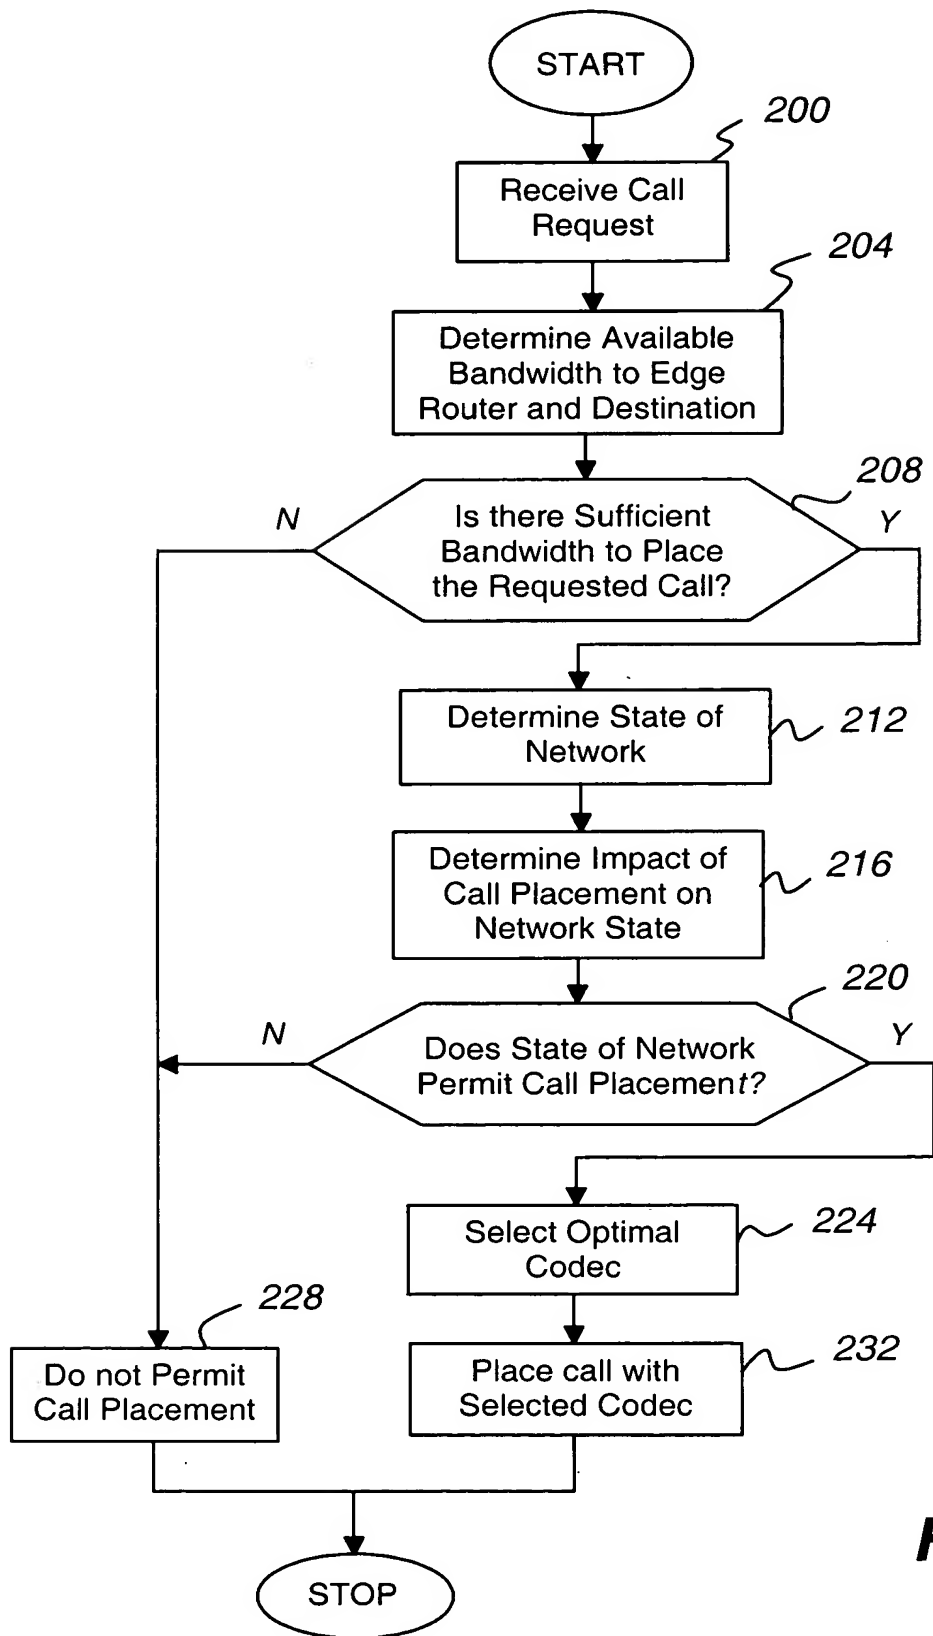 START
200
Receive Call
Request
204
Determine Available
Bandwidth to Edge
Router and Destination
208
N
Is there Sufficient
Bandwidth to Place
the Requested Call?
Y
Determine State of
Network
212
Determine Impact of
Call Placement on
Network State
216
220
N
Does State of Network
Permit Call Placement?
Y
Select Optimal
Codec
224
228
Do not Permit
Call Placement
Place call with
Selected Codec
232
STOP